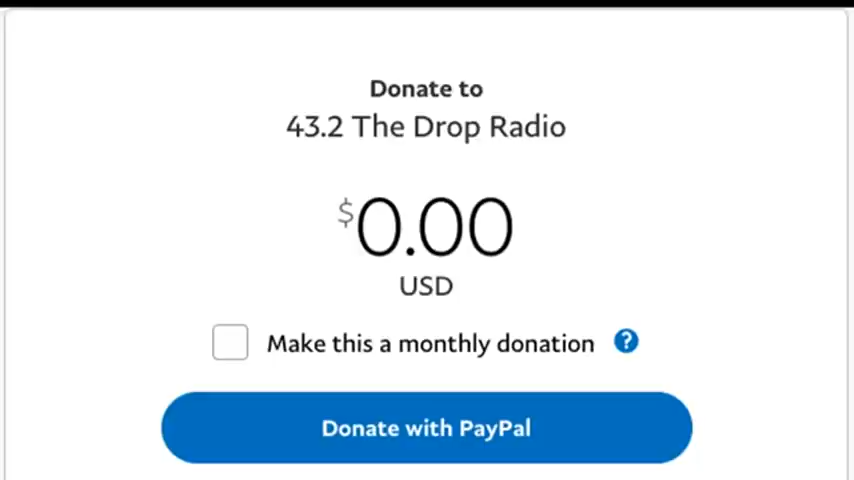 Donate to
43.2 The Drop Radio
$0.00
USD
Make this a monthly donation ?
Donate with PayPal